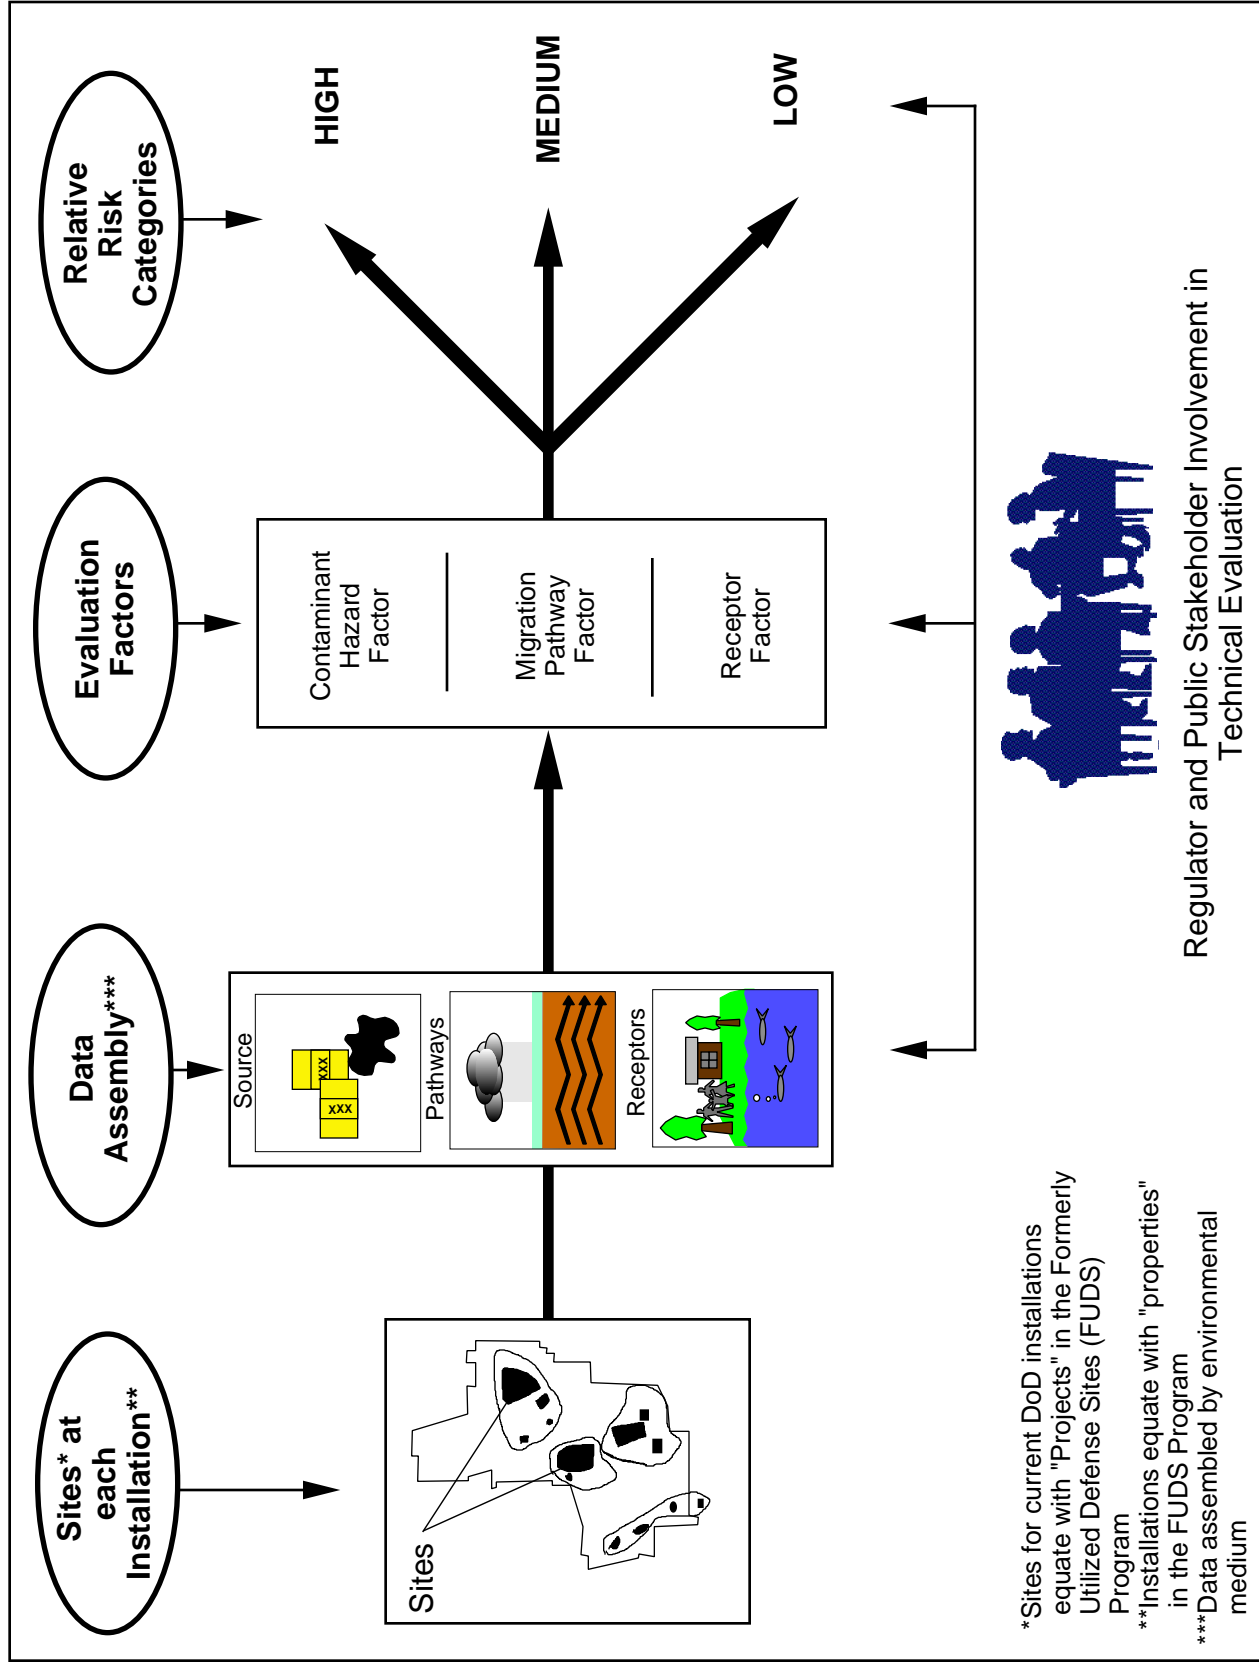 Sites* at
each
Installation**
Data
Assembly***
Evaluation
Factors
Relative
Risk
Categories
Sites
Source
XXX
XXX
Pathways
Receptors
Contaminant
Hazard
Factor
Migration
Pathway
Factor
Receptor
Factor
HIGH
MEDIUM
LOW
*Sites for current DoD installations
equate with "Projects" in the Formerly
Utilized Defense Sites (FUDS)
Program
**Installations equate with "properties"
in the FUDS Program
***Data assembled by environmental
medium
Regulator and Public Stakeholder Involvement in
Technical Evaluation